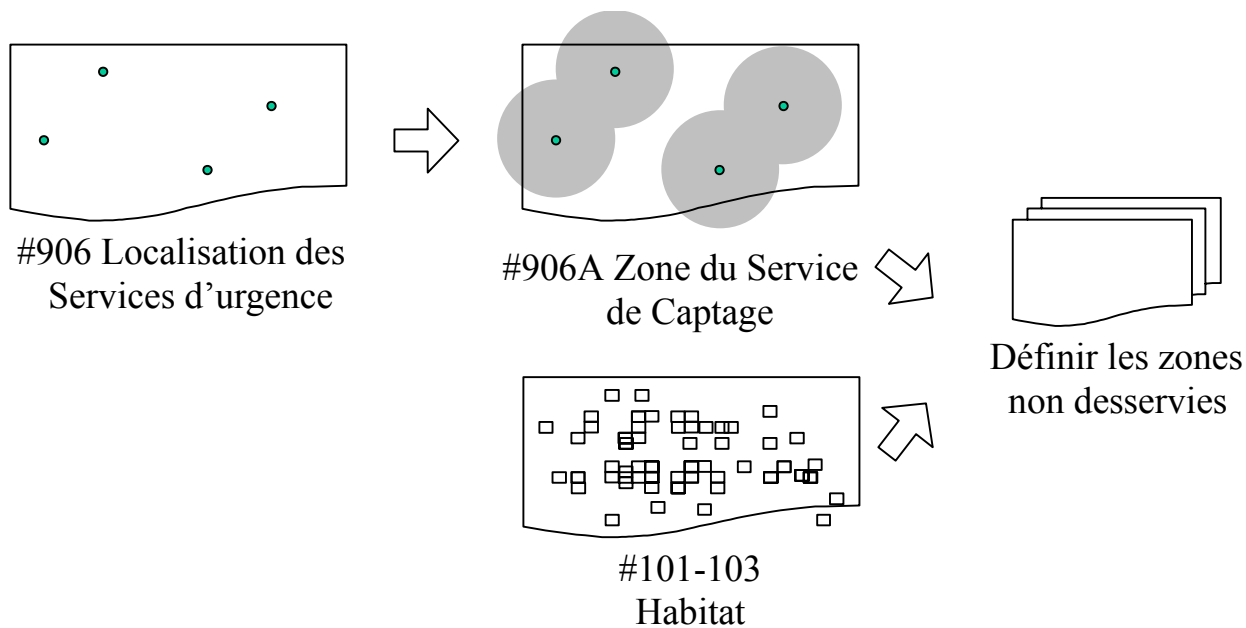 #906 Localisation des
Services d’urgence
#906A Zone du Service
de Captage
#101-103
Habitat
Définir les zones
non desservies